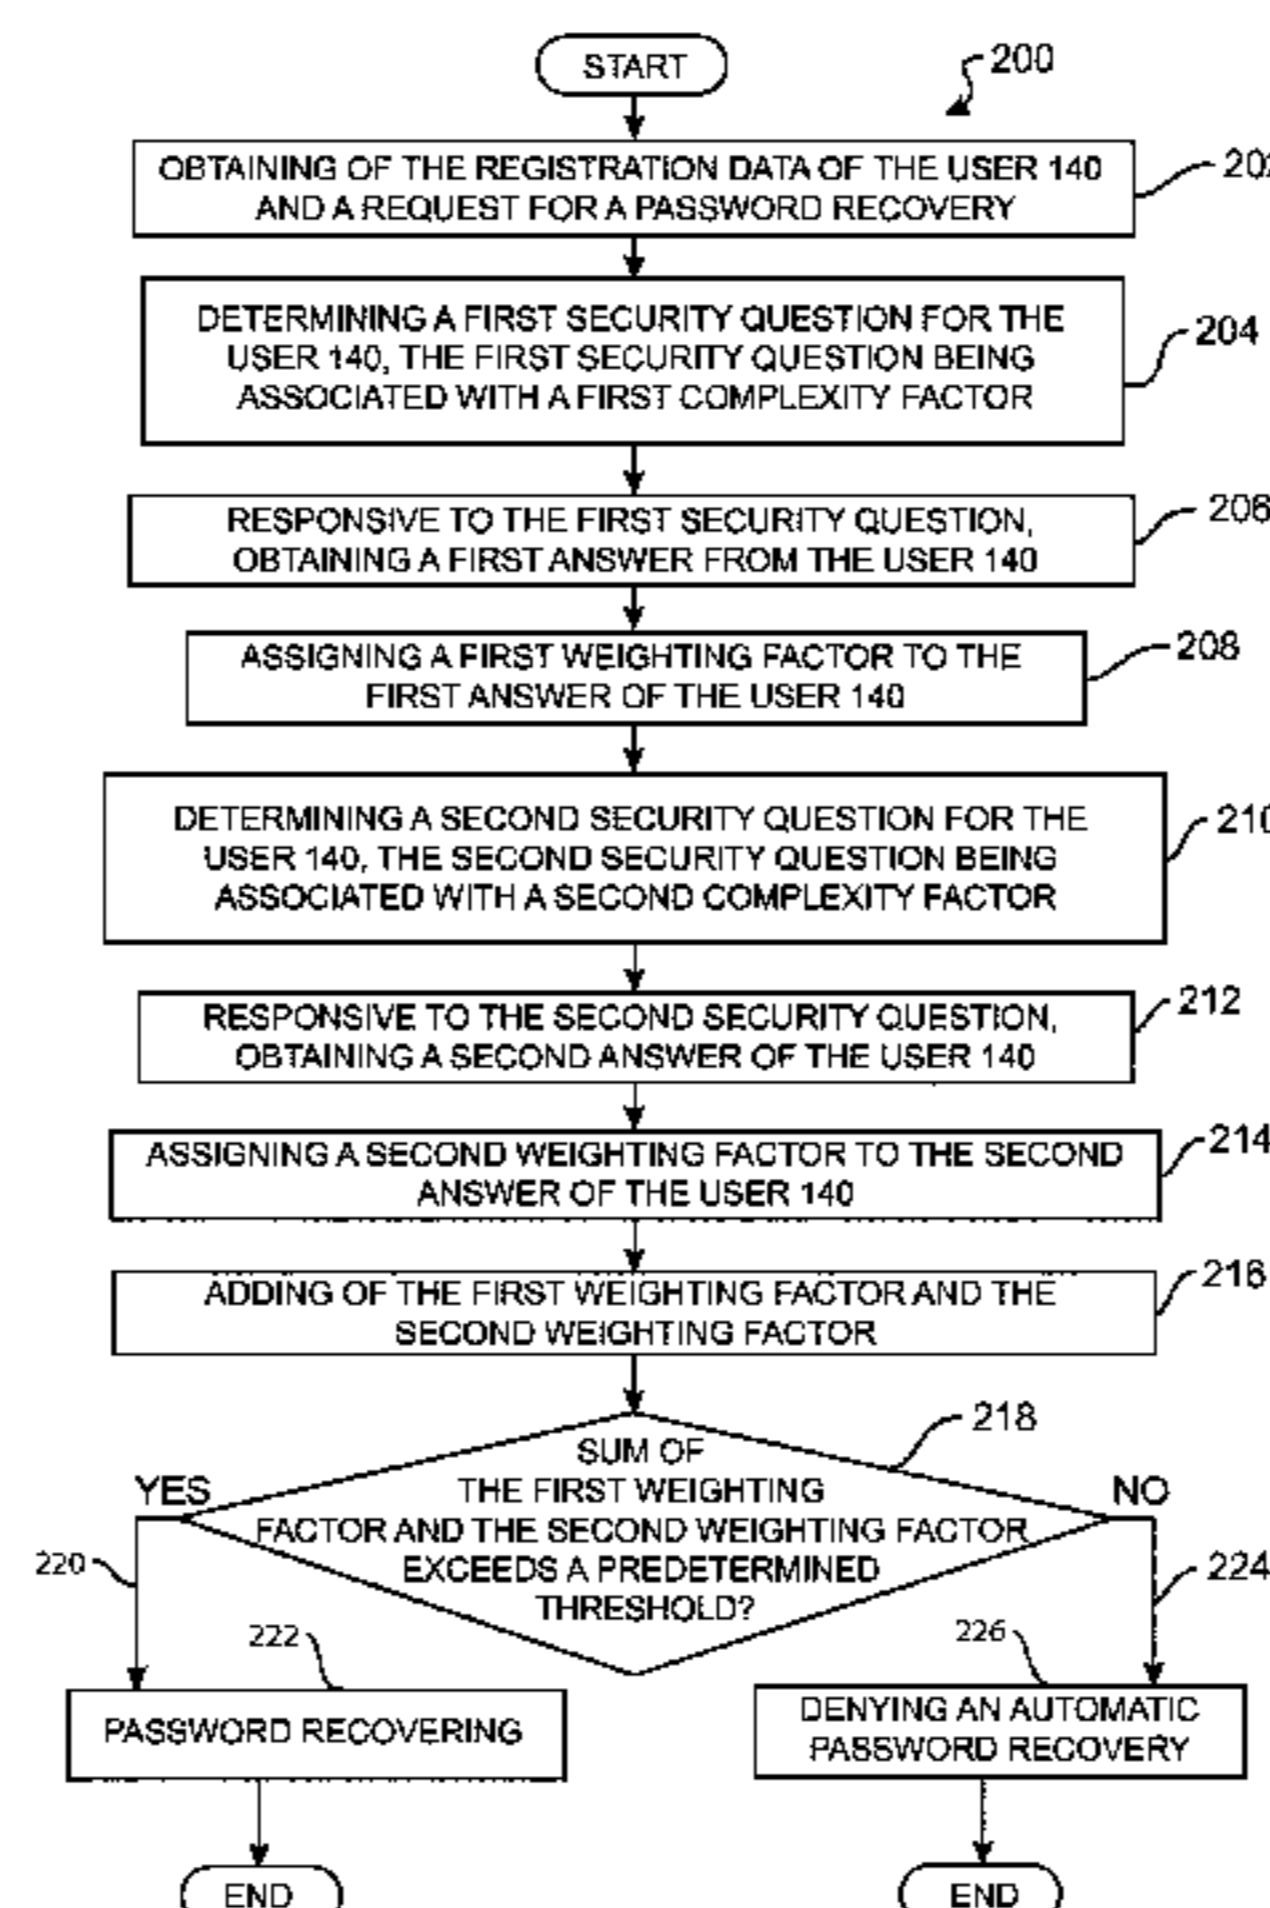 START
200
OBTAINING OF THE REGISTRATION DATA OF THE USER 140
AND A REQUEST FOR A PASSWORD RECOVERY
DETERMINING A FIRST SECURITY QUESTION FOR THE
USER 140, THE FIRST SECURITY QUESTION BEING
ASSOCIATED WITH A FIRST COMPLEXITY FACTOR
204
RESPONSIVE TO THE FIRST SECURITY QUESTION,
OBTAINING A FIRST ANSWER FROM THE USER 140
206
ASSIGNING A FIRST WEIGHTING FACTOR TO THE
FIRST ANSWER OF THE USER 140
208
DETERMINING A SECOND SECURITY QUESTION FOR THE
USER 140, THE SECOND SECURITY QUESTION BEING
ASSOCIATED WITH A SECOND COMPLEXITY FACTOR
210
RESPONSIVE TO THE SECOND SECURITY QUESTION,
OBTAINING A SECOND ANSWER OF THE USER 140
212
ASSIGNING A SECOND WEIGHTING FACTOR TO THE SECOND
ANSWER OF THE USER 140
214
ADDING OF THE FIRST WEIGHTING FACTOR AND THE
SECOND WEIGHTING FACTOR
216
218
SUM OF
THE FIRST WEIGHTING
FACTOR AND THE SECOND WEIGHTING FACTOR
EXCEEDS A PREDETERMINED
THRESHOLD?
YES
NO
220
224
222
226
PASSWORD RECOVERING
DENYING AN AUTOMATIC
PASSWORD RECOVERY
END
END